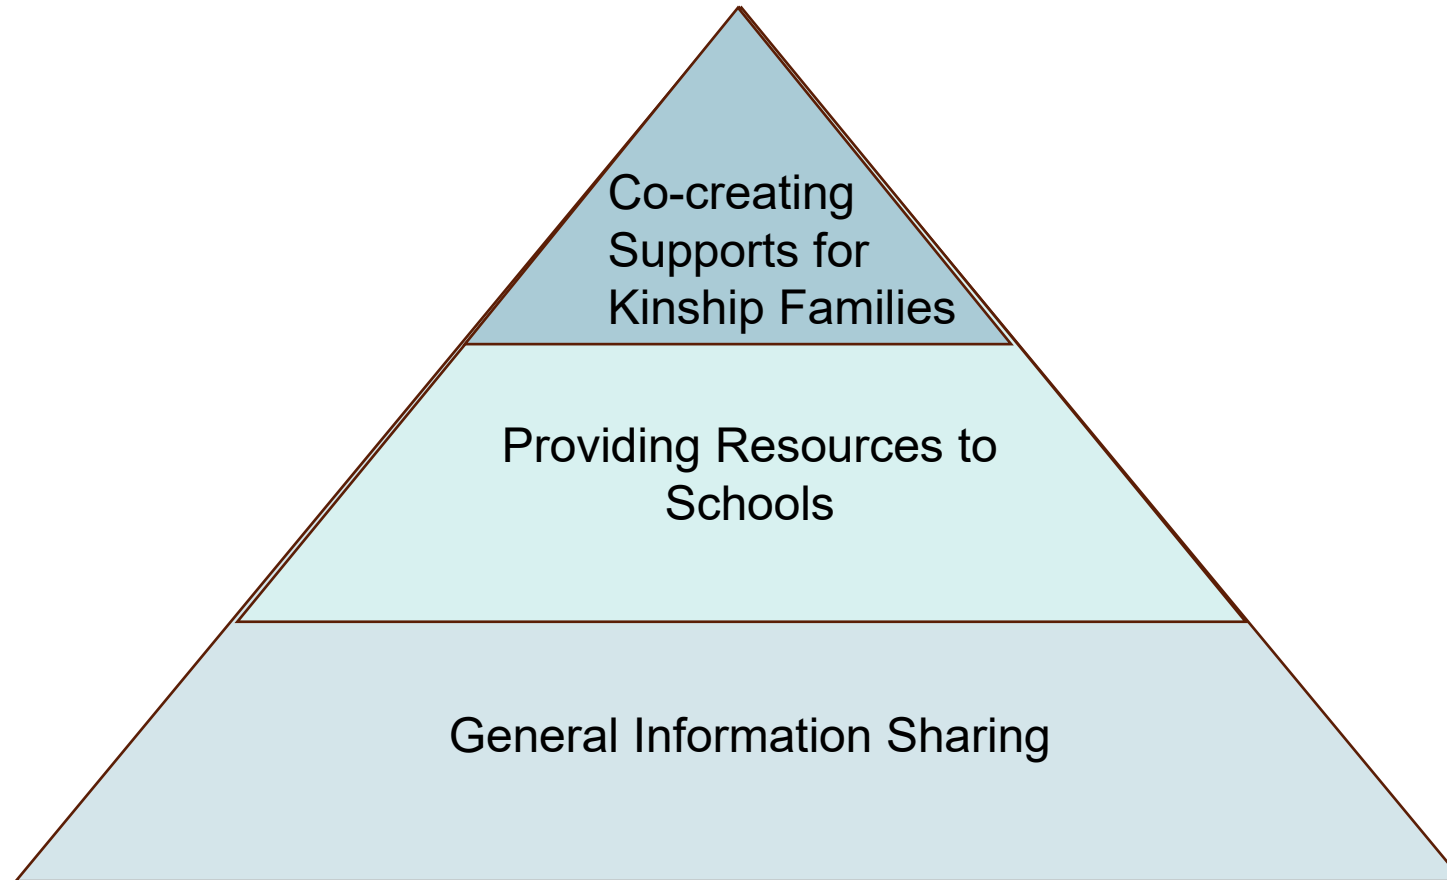 Co-creating
Supports for
Kinship Families
Providing Resources to
Schools
General Information Sharing